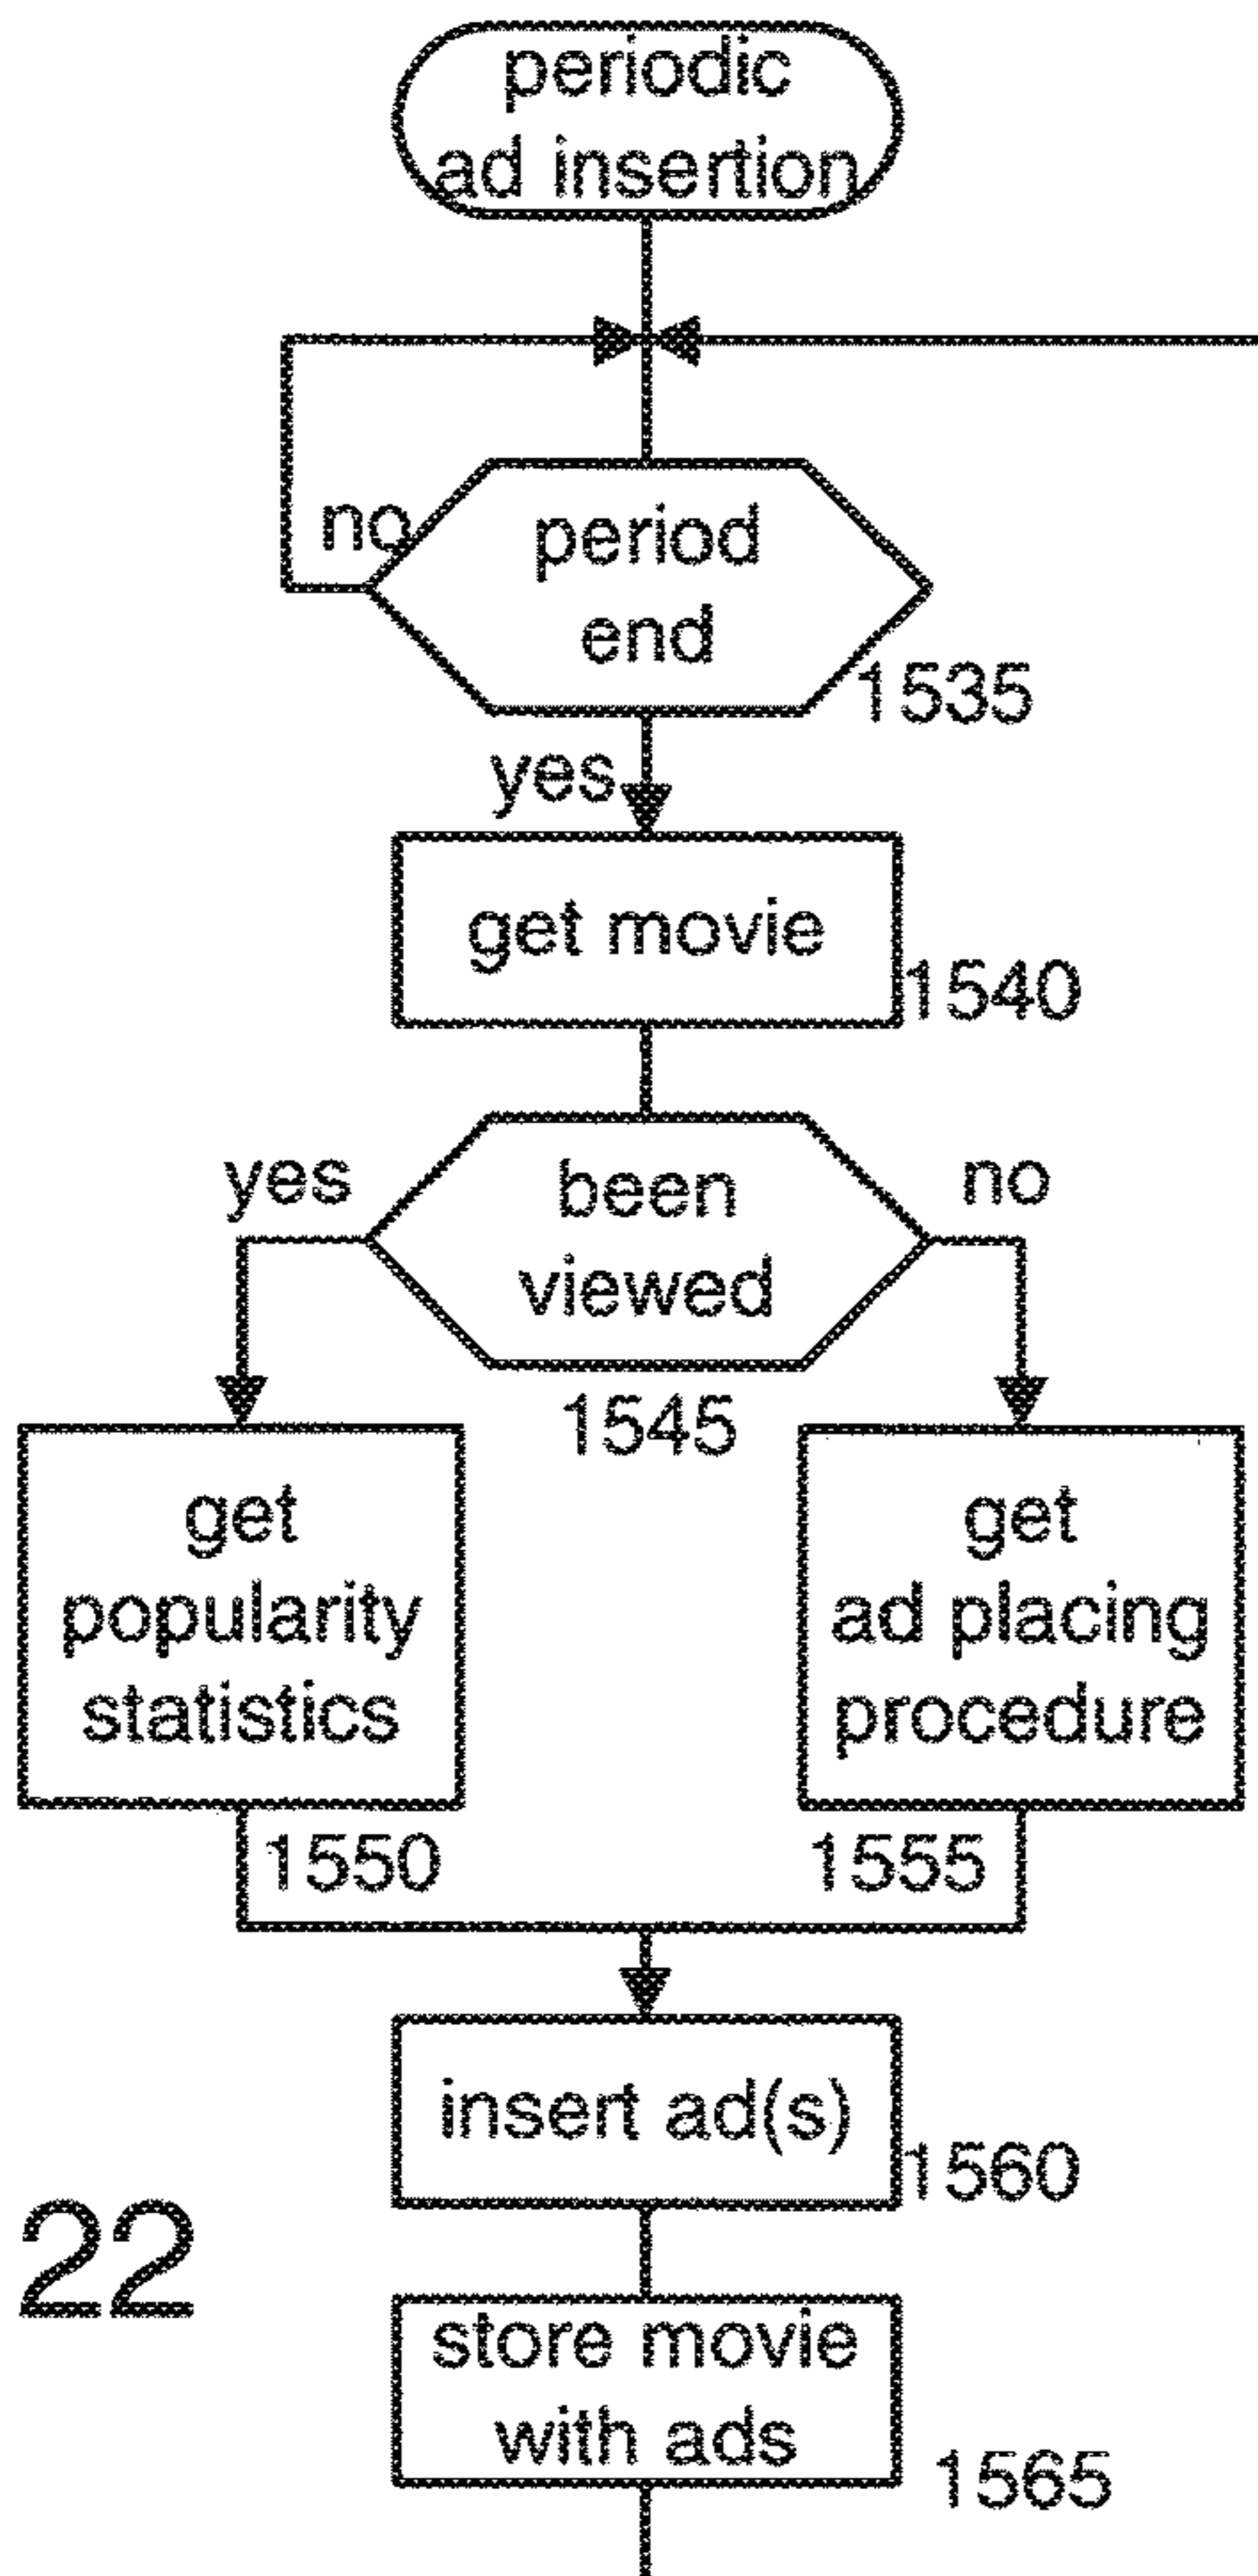 periodic
ad insertion
no
period
end
1535
yes
get movie
1540
yes
been
viewed
no
1545
get
popularity
statistics
1550
get
ad placing
procedure
1555
insert ad(s)
1560
22
store movie
with ads
1565